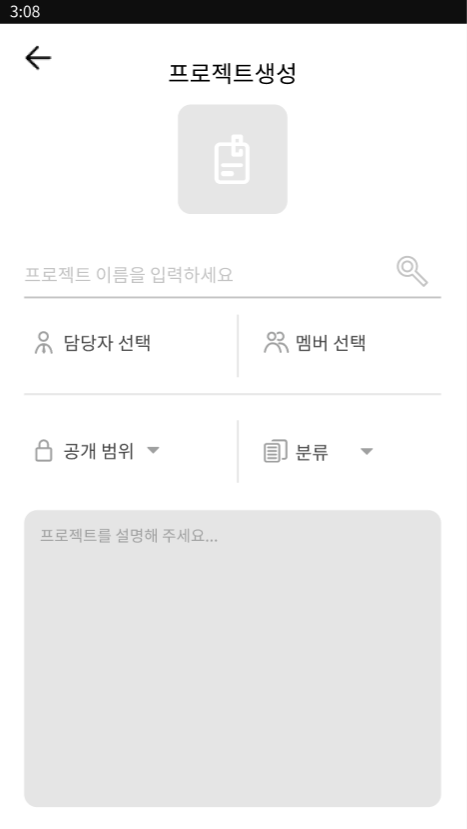 3:08
프로젝트생성
프로젝트 이름을 입력하세요
담당자 선택
멤버 선택
공개 범위
분류
프로젝트를 설명해 주세요...